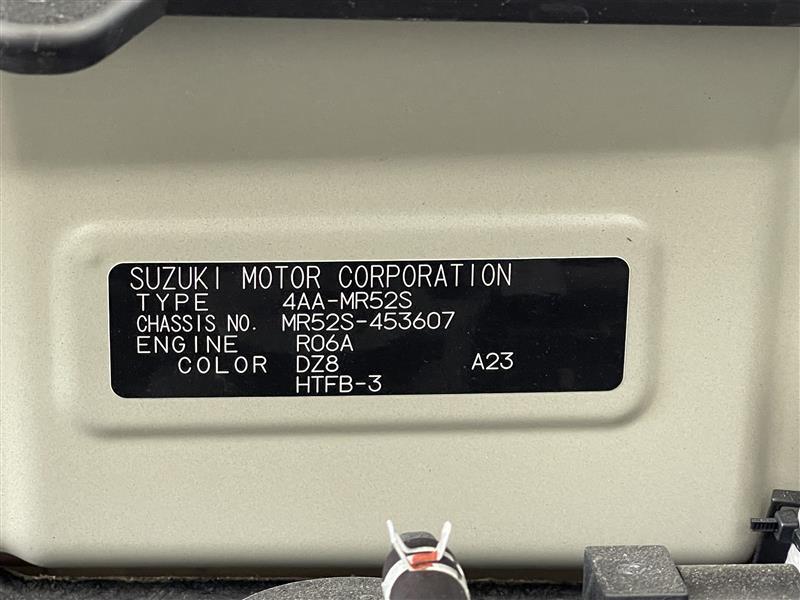 SUZUKI MOTOR CORPORATION
TYPE 4AA-MR52S
CHASSIS NO. MR52S-453607
ENGINE R06A
COLOR DZ8 A23
HTFB-3